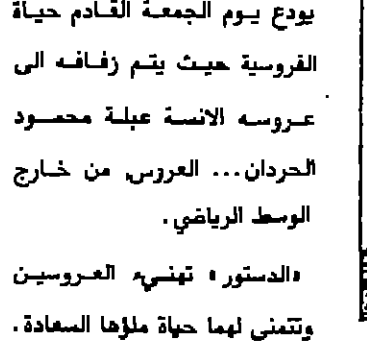 يودع يوم الجمعة القادم حياة
الفروسية حيث يتم زفافه الى
عروسه الانسة عبلة محمود
الحردان... العروس من خارج
الوسط الرياضي.
«الدستور» تهنيء العروسين
وتتمنى لهما حياة ملؤها السعادة.